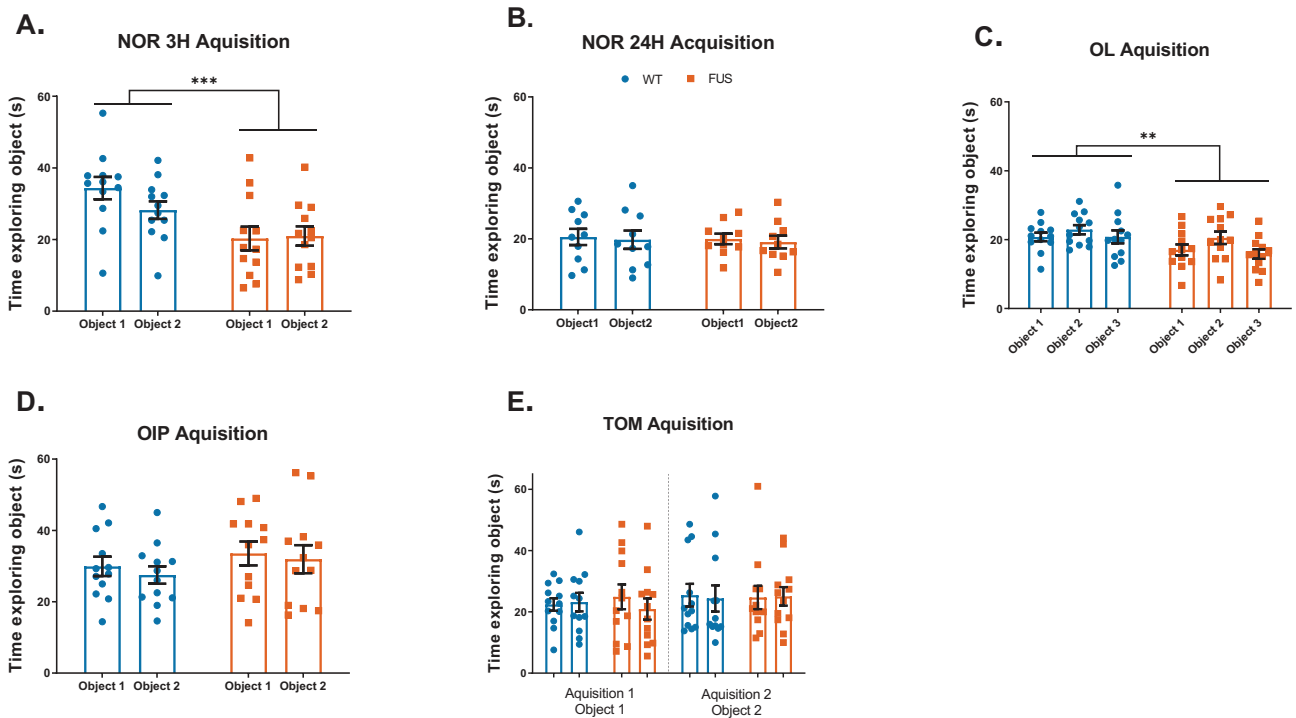 A.
NOR 3H Aquisition
***
Time exploring object (s)
60
40
20
0
Object 1
Object 2
Object 1
Object 2
B.
NOR 24H Acquisition
WT
FUS
Time exploring object (s)
60
40
20
0
Object1
Object2
Object1
Object2
C.
OL Aquisition
**
Time exploring object (s)
60
40
20
0
Object 1
Object 2
Object 3
Object 1
Object 2
Object 3
D.
OIP Aquisition
Time exploring object (s)
60
40
20
0
Object 1
Object 2
Object 1
Object 2
E.
TOM Aquisition
Time exploring object (s)
60
40
20
0
Aquisition 1
Object 1
Aquisition 2
Object 2